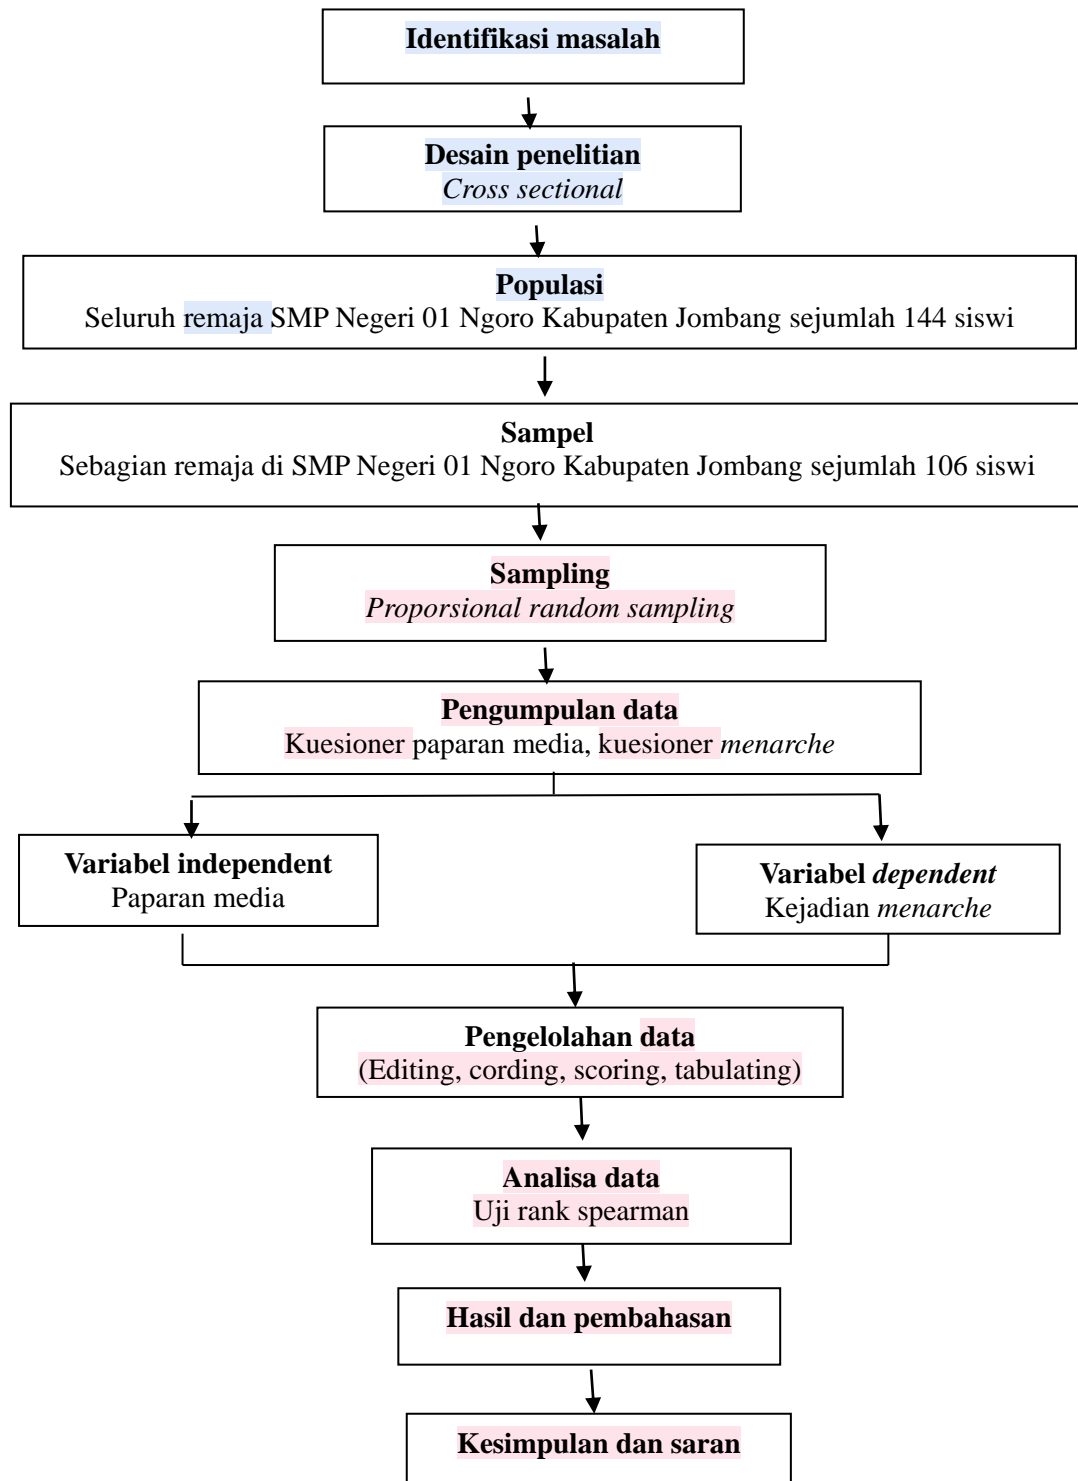 Identifikasi masalah
Desain penelitian
Cross sectional
Populasi
Seluruh remaja SMP Negeri 01 Ngoro Kabupaten Jombang sejumlah 144 siswi
Sampel
Sebagian remaja di SMP Negeri 01 Ngoro Kabupaten Jombang sejumlah 106 siswi
Sampling
Proporsional random sampling
Pengumpulan data
Kuesioner paparan media, kuesioner menarche
Variabel independent
Paparan media
Variabel dependent
Kejadian menarche
Pengelolahan data
(Editing, cording, scoring, tabulating)
Analisa data
Uji rank spearman
Hasil dan pembahasan
Kesimpulan dan saran